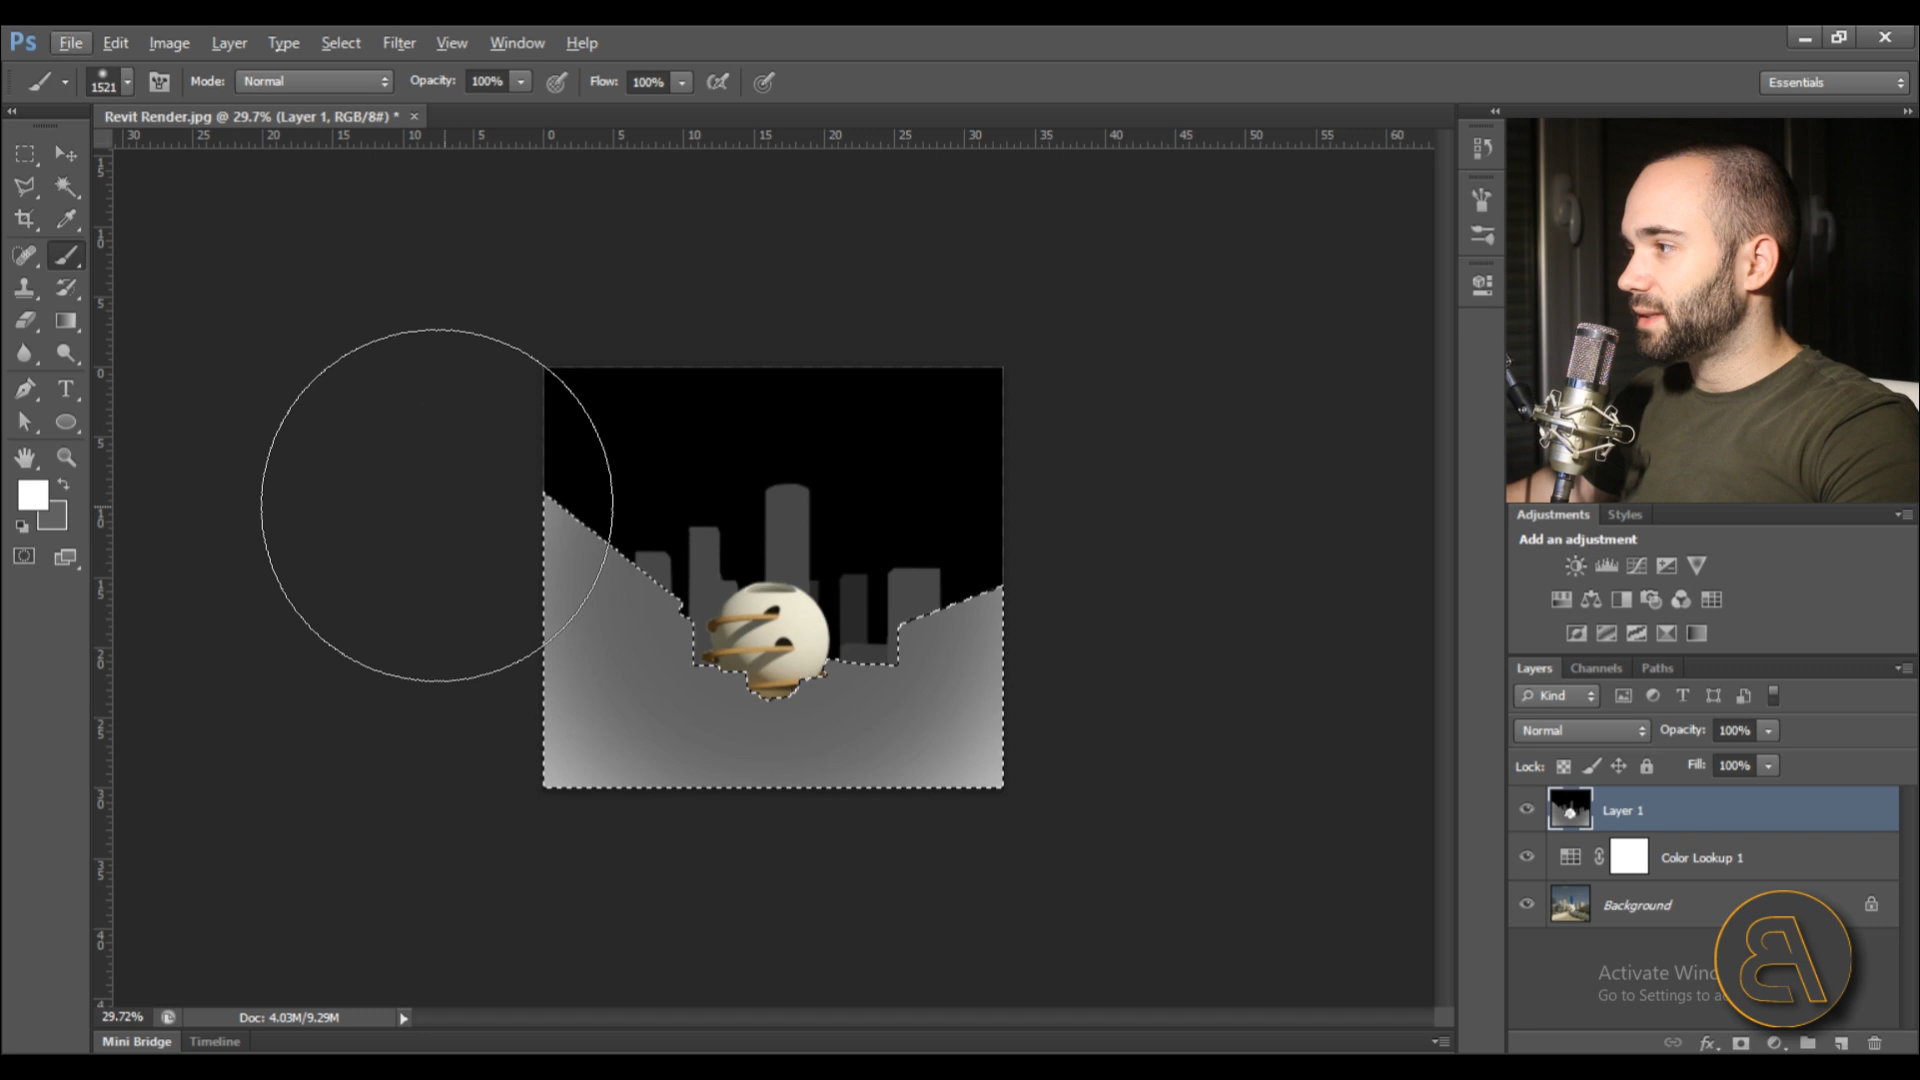 Ps File Edit Image Layer Type Select Filter View Window Help
1521 Mode: Normal Opacity: 100% Flow: 100% Essentials
Revit Render.jpg @ 29.7% (Layer 1, RGB/8#) * ×
30 25 20 15 10 5 0 5 10 15 20 25 30 35 40 45 50 55 60
Adjustments Styles
Add an adjustment
Layers Channels Paths
Kind
Normal Opacity: 100%
Lock: Fill: 100%
Layer 1
Color Lookup 1
Background
Activate Wind
Go to Settings to a
29.72% Doc: 4.03M/9.29M
Mini Bridge Timeline